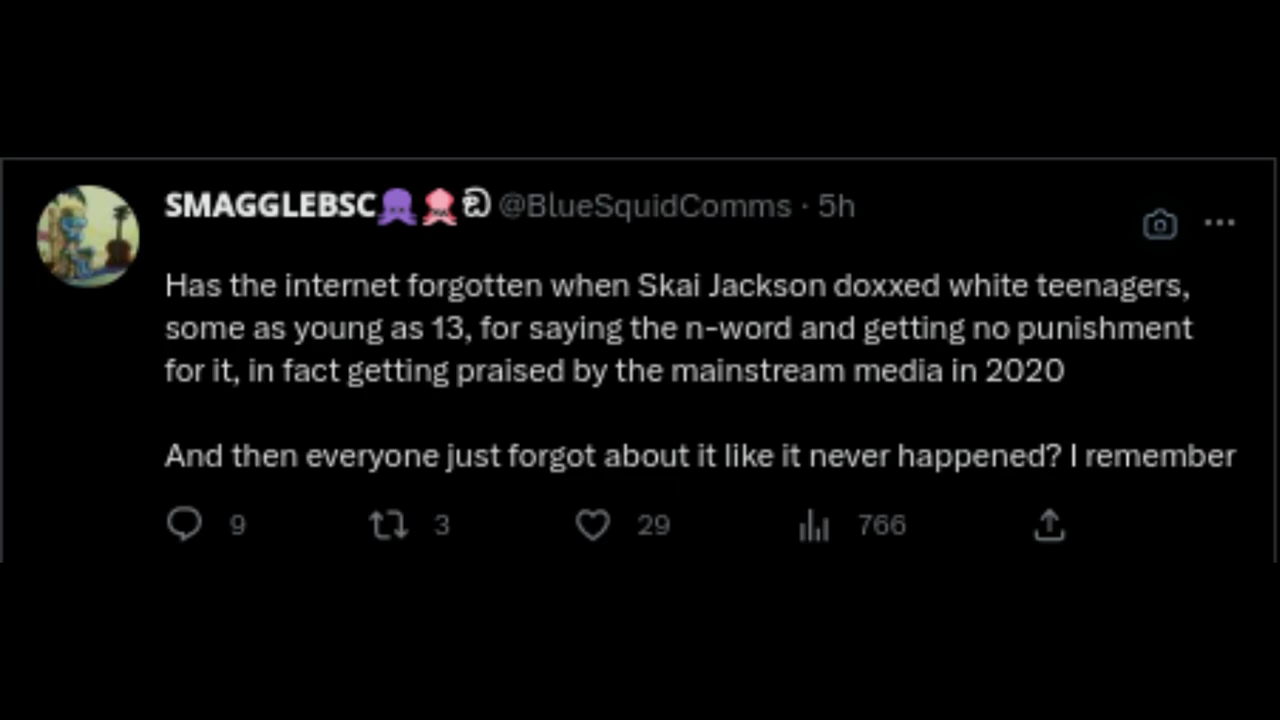 SMAGGLEBSC🐙🦑ඞ @BlueSquidComms · 5h
Has the internet forgotten when Skai Jackson doxxed white teenagers,
some as young as 13, for saying the n-word and getting no punishment
for it, in fact getting praised by the mainstream media in 2020
And then everyone just forgot about it like it never happened? I remember
9 3 29 766